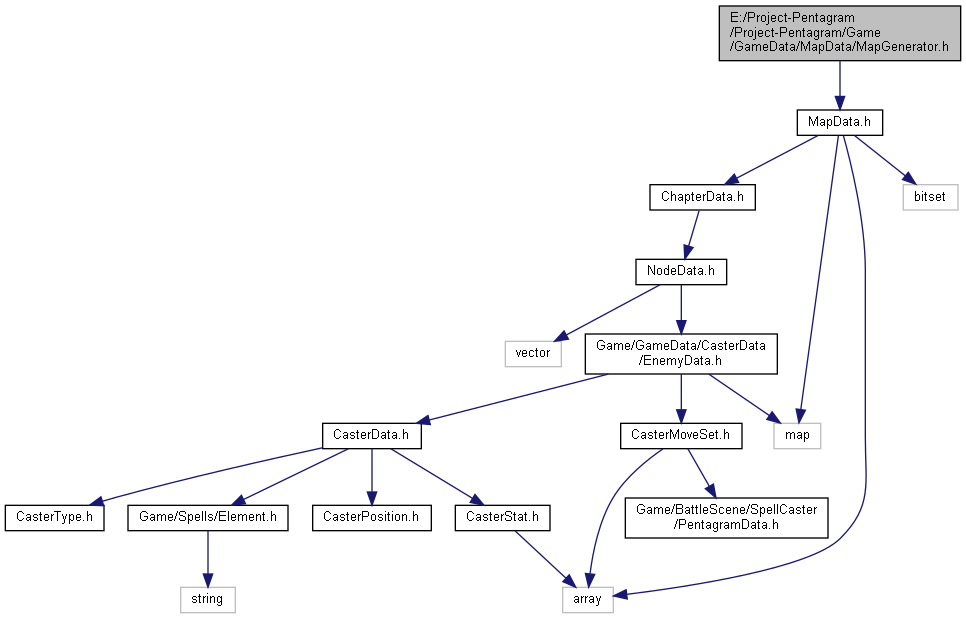 E:/Project-Pentagram
/Project-Pentagram/Game
/GameData/MapData/MapGenerator.h
MapData.h
ChapterData.h
bitset
NodeData.h
vector
Game/GameData/CasterData
/EnemyData.h
CasterData.h
CasterMoveSet.h
map
CasterType.h
Game/Spells/Element.h
CasterPosition.h
CasterStat.h
Game/BattleScene/SpellCaster
/PentagramData.h
string
array